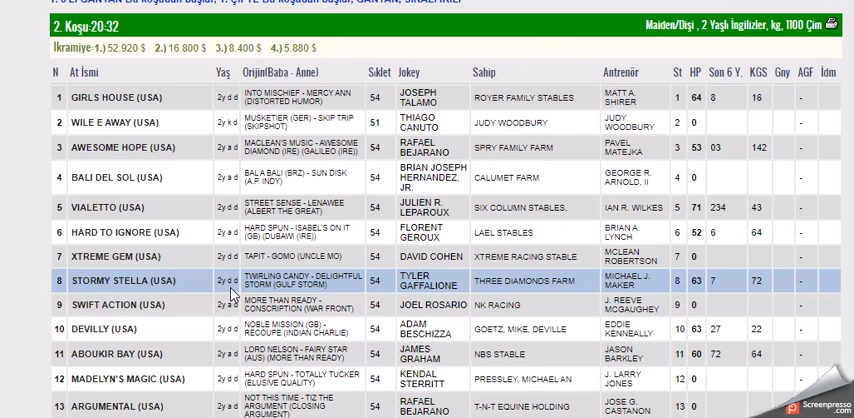 2. Koşu-20-32 Maiden/Dişi , 2 Yaşlı İngilizler, kg, 1100 Çim
İkramiye:1.) 52.920 $ 2.) 16.800 $ 3.) 8.400 $ 4.) 5.880 $
N At İsmi Yaş Orijin(Baba - Anne) Sıklet Jokey Sahip Antrenör St HP Son 6 Y. KGS Gny AGF İdm
1 GIRLS HOUSE (USA) 2y d d INTO MISCHIEF - MERCY ANN (DISTORTED HUMOR) 54 JOSEPH TALAMO ROYER FAMILY STABLES MATT A. SHIRER 1 64 8 16 -
2 WILE E AWAY (USA) 2y k d MUSKETIER (GER) - SKIP TRIP (SKIPSHOT) 51 THIAGO CANUTO JUDY WOODBURY JUDY WOODBURY 2 0 -
3 AWESOME HOPE (USA) 2y a d MACLEAN'S MUSIC - AWESOME DIAMOND (IRE) (GALILEO (IRE)) 54 RAFAEL BEJARANO SPRY FAMILY FARM PAVEL MATEJKA 3 53 03 142 -
4 BALI DEL SOL (USA) 2y a d BAL A BALI (BRZ) - SUN DISK (A.P. INDY) 54 BRIAN JOSEPH HERNANDEZ, JR. CALUMET FARM GEORGE R. ARNOLD, II 4 0 -
5 VIALETTO (USA) 2y d d STREET SENSE - LENAWEE (ALBERT THE GREAT) 54 JULIEN R. LEPAROUX SIX COLUMN STABLES, IAN R. WILKES 5 71 234 43 -
6 HARD TO IGNORE (USA) 2y a d HARD SPUN - ISABEL'S ON IT (GB) (DUBAWI (IRE)) 54 FLORENT GEROUX LAEL STABLES BRIAN A. LYNCH 6 52 6 64 -
7 XTREME GEM (USA) 2y d d TAPIT - GOMO (UNCLE MO) 54 DAVID COHEN XTREME RACING STABLE MCLEAN ROBERTSON 7 0 -
8 STORMY STELLA (USA) 2y d d TWIRLING CANDY - DELIGHTFUL STORM (GULF STORM) 54 TYLER GAFFALIONE THREE DIAMONDS FARM MICHAEL J. MAKER 8 63 7 72 -
9 SWIFT ACTION (USA) 2y a d MORE THAN READY - CONSCRIPTION (WAR FRONT) 54 JOEL ROSARIO NK RACING J. REEVE MCGAUGHEY 9 0 -
10 DEVILLY (USA) 2y d d NOBLE MISSION (GB) - RECOUPE (INDIAN CHARLIE) 54 ADAM BESCHIZZA GOETZ, MIKE, DEVILLE EDDIE KENNEALLY 10 63 27 22 -
11 ABOUKIR BAY (USA) 2y a d LORD NELSON - FAIRY STAR (AUS) (MORE THAN READY) 54 JAMES GRAHAM NBS STABLE JASON BARKLEY 11 60 72 64 -
12 MADELYN'S MAGIC (USA) 2y d d HARD SPUN - TOTALLY TUCKER (ELUSIVE QUALITY) 54 KENDAL STERRITT PRESSLEY, MICHAEL AN J. LARRY JONES 12 0 -
13 ARGUMENTAL (USA) 2y a d NOT THIS TIME - TIZ THE ARGUMENT (CLOSING ARGUMENT) 54 RAFAEL BEJARANO T-N-T EQUINE HOLDING JOSE G. CASTANON 13 0
Screenpresso.com